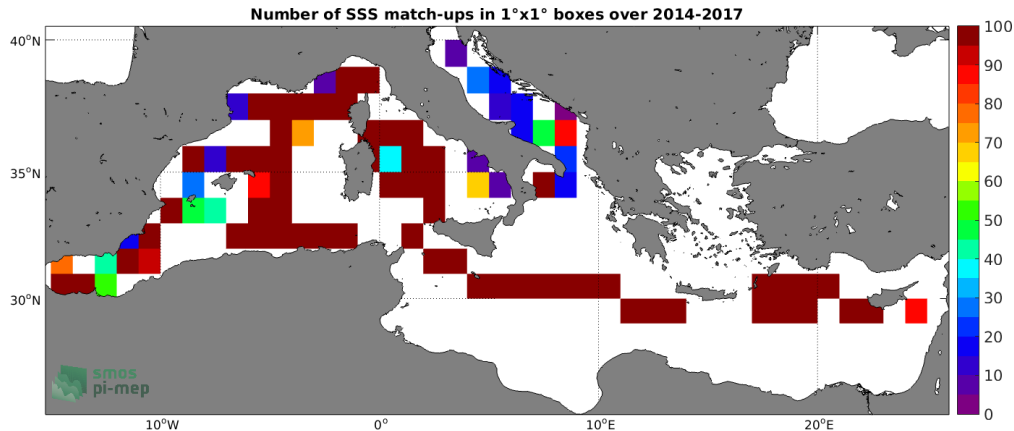 Number of SSS match-ups in 1°x1° boxes over 2014-2017
40°N
35°N
30°N
10°W
0°
10°E
20°E
100
90
80
70
60
50
40
30
20
10
0
smos
pi-mep